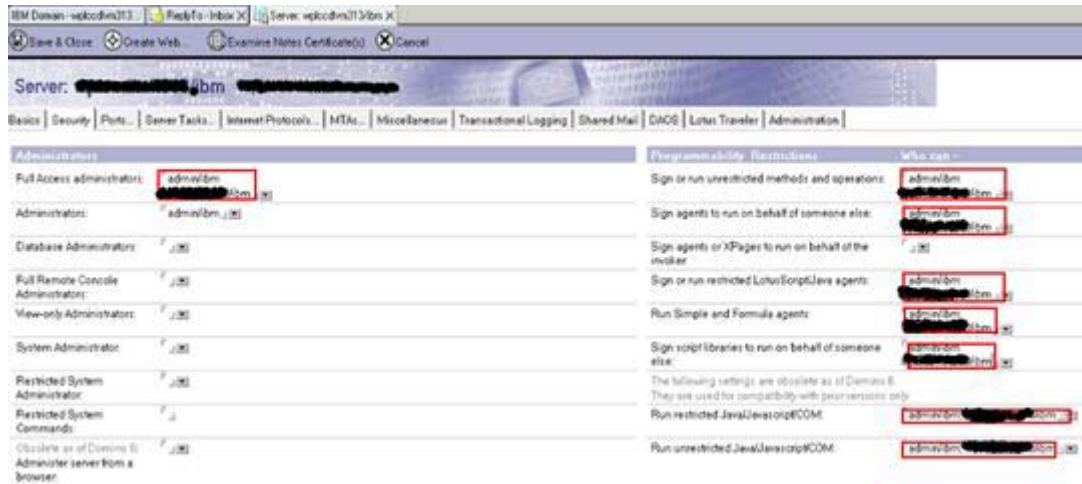 IBM Domain - wplccdvm313... ReplyTo - Inbox Server: wplccdvm313/ibm
Save & Close Create Web... Examine Notes Certificate(s) Cancel
Server: ibm
Basics Security Ports... Server Tasks... Internet Protocols... MTAs... Miscellaneous Transactional Logging Shared Mail DAOS Lotus Traveler Administration
Administrators
Full Access administrators: admin/ibm
/ibm
Administrators: admin/ibm
Database Administrators:
Full Remote Console
Administrators:
View-only Administrators:
System Administrator:
Restricted System
Administrator:
Restricted System
Commands:
Obsolete as of Domino 6:
Administer server from a
browser:
Programmability Restrictions Who can -
Sign or run unrestricted methods and operations: admin/ibm
/ibm
Sign agents to run on behalf of someone else: admin/ibm
/ibm
Sign agents or XPages to run on behalf of the
invoker:
Sign or run restricted LotusScript/Java agents: admin/ibm
/ibm
Run Simple and Formula agents: admin/ibm
/ibm
Sign script libraries to run on behalf of someone
else: admin/ibm
/ibm
The following settings are obsolete as of Domino 6.
They are used for compatibility with prior versions only.
Run restricted Java/Javascript/COM: admin/ibm, /ibm
Run unrestricted Java/Javascript/COM: admin/ibm, /ibm